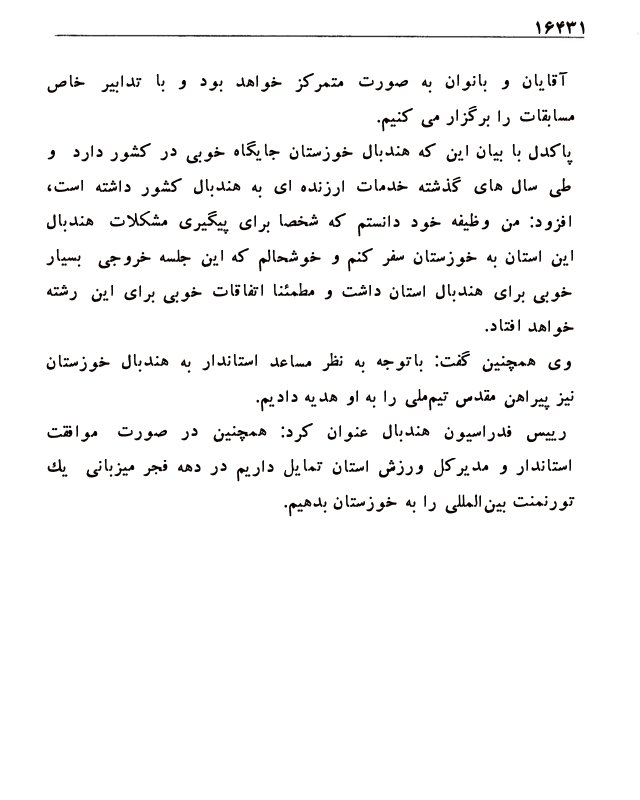 ۱۶۴۳۱
آقایان و بانوان به صورت متمرکز خواهد بود و با تدابیر خاص
مسابقات را برگزار می کنیم.
پاکدل با بیان این که هندبال خوزستان جایگاه خوبی در کشور دارد و
طی سال های گذشته خدمات ارزنده ای به هندبال کشور داشته است،
افزود: من وظیفه خود دانستم که شخصا برای پیگیری مشکلات هندبال
این استان به خوزستان سفر کنم و خوشحالم که این جلسه خروجی بسیار
خوبی برای هندبال استان داشت و مطمئنا اتفاقات خوبی برای این رشته
خواهد افتاد.
وی همچنین گفت: باتوجه به نظر مساعد استاندار به هندبال خوزستان
نیز پیراهن مقدس تیم‌ملی را به او هدیه دادیم.
رییس فدراسیون هندبال عنوان کرد: همچنین در صورت موافقت
استاندار و مدیرکل ورزش استان تمایل داریم در دهه فجر میزبانی یك
تورنمنت بین‌المللی را به خوزستان بدهیم.